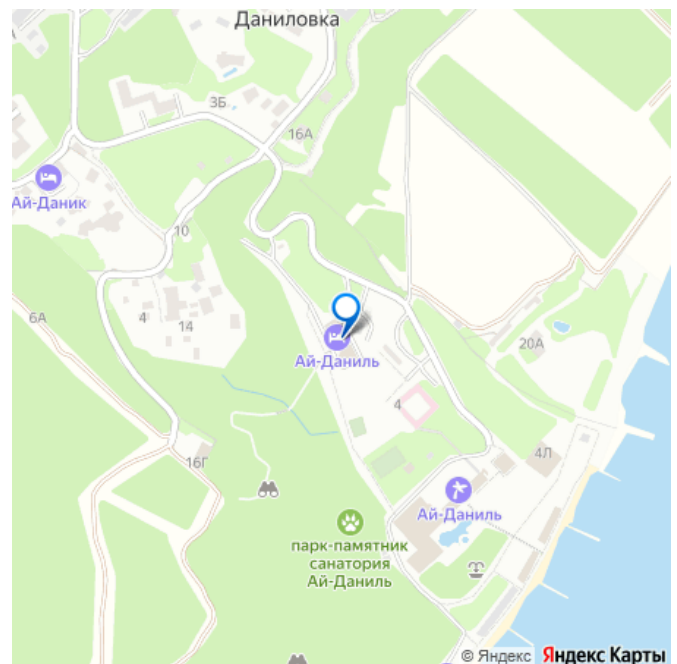 Даниловка
3Б
16А
Ай-Даник
10
6А
4
14
20А
Ай-Даниль
4
4Л
16Г
Ай-Даниль
парк-памятник
санатория
Ай-Даниль
© Яндекс Яндекс Карты